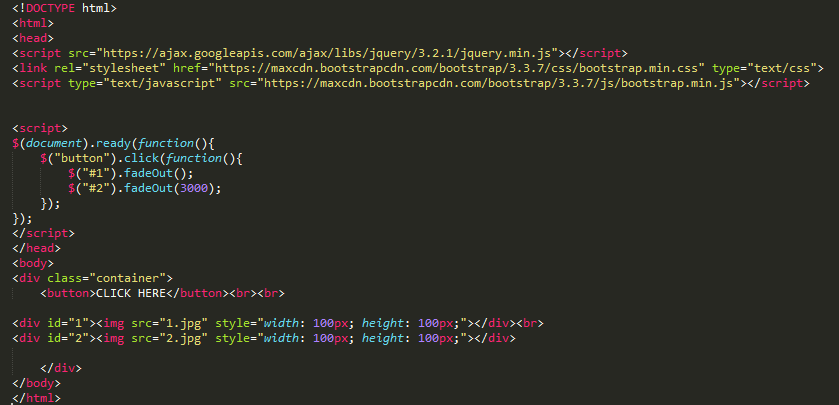 <!DOCTYPE html>
<html>
<head>
<script src="https://ajax.googleapis.com/ajax/libs/jquery/3.2.1/jquery.min.js"></script>
<link rel="stylesheet" href="https://maxcdn.bootstrapcdn.com/bootstrap/3.3.7/css/bootstrap.min.css" type="text/css">
<script type="text/javascript" src="https://maxcdn.bootstrapcdn.com/bootstrap/3.3.7/js/bootstrap.min.js"></script>
<script>
$(document).ready(function(){
    $("button").click(function(){
        $("#1").fadeOut();
        $("#2").fadeOut(3000);
    });
});
</script>
</head>
<body>
<div class="container">
    <button>CLICK HERE</button><br><br>
<div id="1"><img src="1.jpg" style="width: 100px; height: 100px;"></div><br>
<div id="2"><img src="2.jpg" style="width: 100px; height: 100px;"></div>
    </div>
</body>
</html>